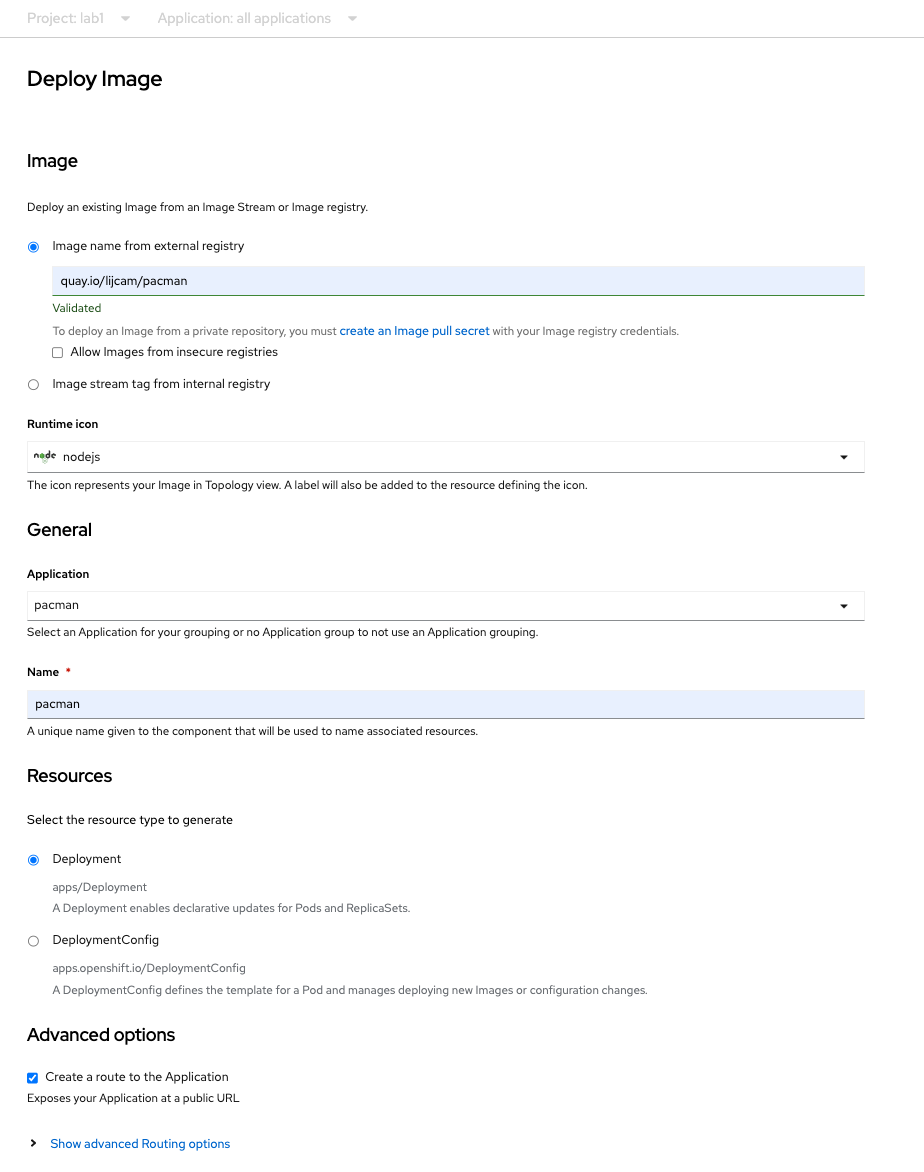 Project: lab1 Application: all applications
Deploy Image
Image
Deploy an existing Image from an Image Stream or Image registry.
Image name from external registry
quay.io/lijcam/pacman
Validated
To deploy an Image from a private repository, you must create an Image pull secret with your Image registry credentials.
Allow Images from insecure registries
Image stream tag from internal registry
Runtime icon
node nodejs
The icon represents your Image in Topology view. A label will also be added to the resource defining the icon.
General
Application
pacman
Select an Application for your grouping or no Application group to not use an Application grouping.
Name *
pacman
A unique name given to the component that will be used to name associated resources.
Resources
Select the resource type to generate
Deployment
apps/Deployment
A Deployment enables declarative updates for Pods and ReplicaSets.
DeploymentConfig
apps.openshift.io/DeploymentConfig
A DeploymentConfig defines the template for a Pod and manages deploying new Images or configuration changes.
Advanced options
Create a route to the Application
Exposes your Application at a public URL
Show advanced Routing options